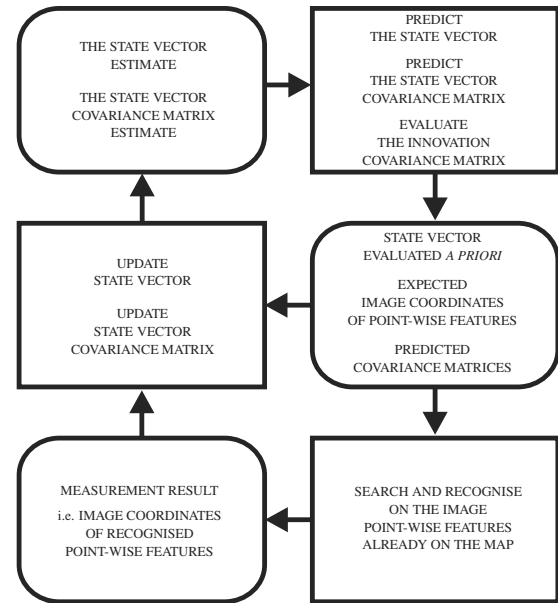 THE STATE VECTOR
ESTIMATE
THE STATE VECTOR
COVARIANCE MATRIX
ESTIMATE
PREDICT
THE STATE VECTOR
PREDICT
THE STATE VECTOR
COVARIANCE MATRIX
EVALUATE
THE INNOVATION
COVARIANCE MATRIX
UPDATE
STATE VECTOR
UPDATE
STATE VECTOR
COVARIANCE MATRIX
STATE VECTOR
EVALUATED A PRIORI
EXPECTED
IMAGE COORDINATES
OF POINT-WISE FEATURES
PREDICTED
COVARIANCE MATRICES
MEASUREMENT RESULT
i.e. IMAGE COORDINATES
OF RECOGNISED
POINT-WISE FEATURES
SEARCH AND RECOGNISE
ON THE IMAGE
POINT-WISE FEATURES
ALREADY ON THE MAP